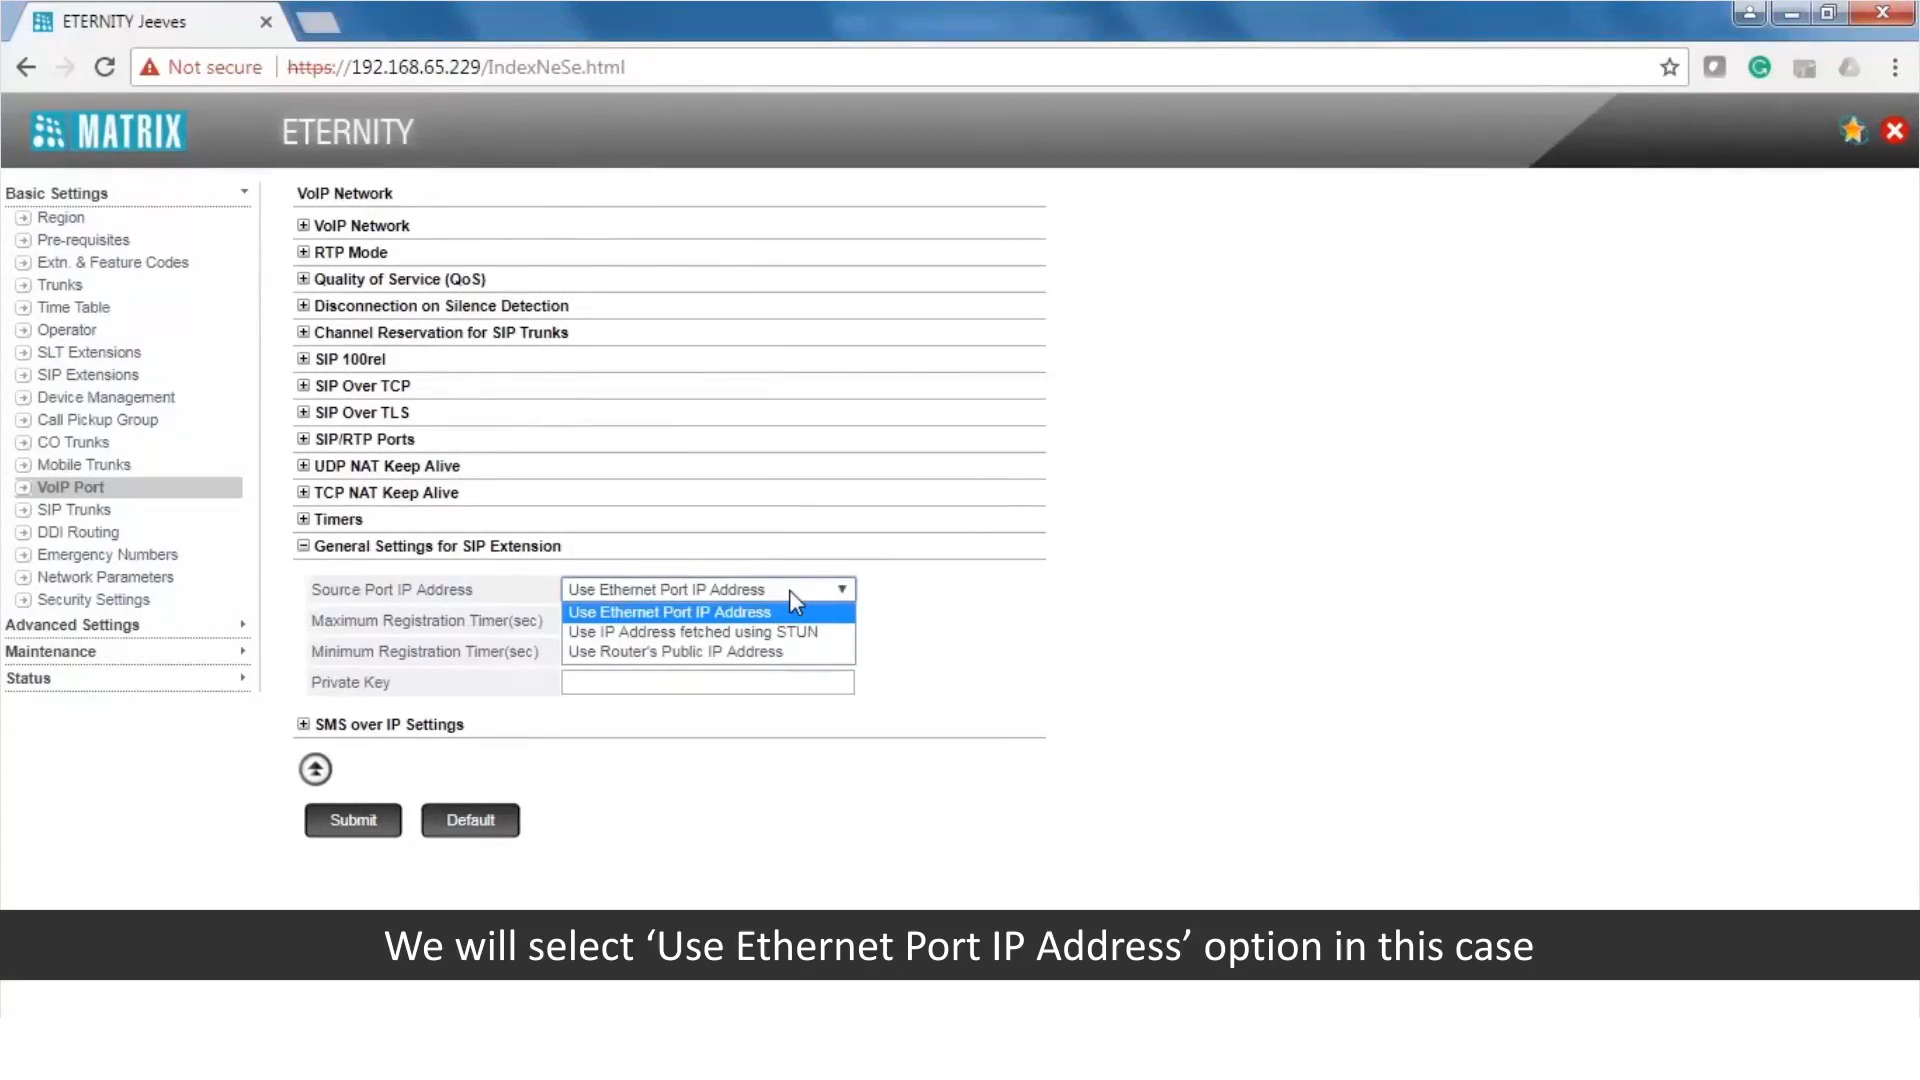 ETERNITY Jeeves
Not secure
https://192.168.65.229/IndexNeSe.html
MATRIX
ETERNITY
Basic Settings
Region
Pre-requisites
Extn. & Feature Codes
Trunks
Time Table
Operator
SLT Extensions
SIP Extensions
Device Management
Call Pickup Group
CO Trunks
Mobile Trunks
VoIP Port
SIP Trunks
DDI Routing
Emergency Numbers
Network Parameters
Security Settings
Advanced Settings
Maintenance
Status
VoIP Network
VoIP Network
RTP Mode
Quality of Service (QoS)
Disconnection on Silence Detection
Channel Reservation for SIP Trunks
SIP 100rel
SIP Over TCP
SIP Over TLS
SIP/RTP Ports
UDP NAT Keep Alive
TCP NAT Keep Alive
Timers
General Settings for SIP Extension
Source Port IP Address
Use Ethernet Port IP Address
Use Ethernet Port IP Address
Use IP Address fetched using STUN
Use Router's Public IP Address
Maximum Registration Timer(sec)
Minimum Registration Timer(sec)
Private Key
SMS over IP Settings
Submit
Default
We will select ‘Use Ethernet Port IP Address’ option in this case